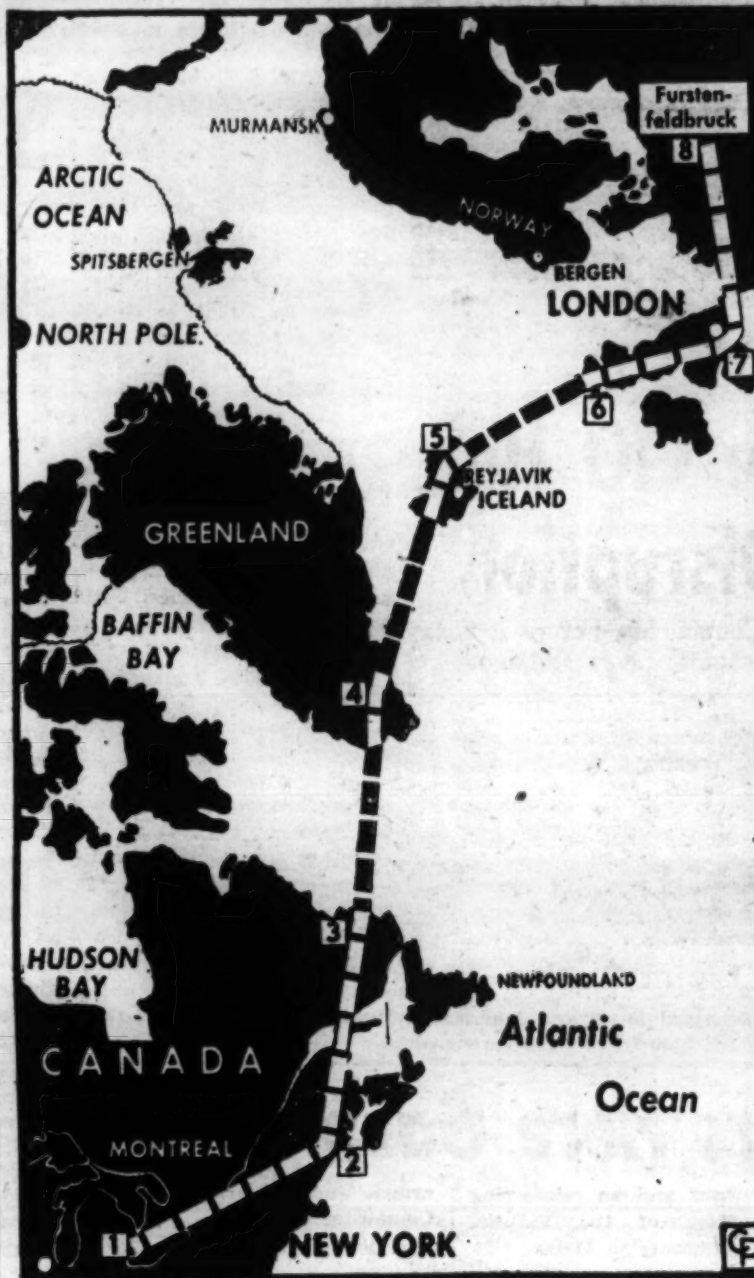 MURMANSK
Fursten-
feldbruck
8
ARCTIC
OCEAN
NORWAY
SPITSBERGEN
BERGEN
LONDON
NORTH POLE.
7
6
5
REYJAVIK
ICELAND
GREENLAND
BAFFIN
BAY
4
3
HUDSON
BAY
NEWFOUNDLAND
Atlantic
CANADA
Ocean
MONTREAL
2
1
NEW YORK